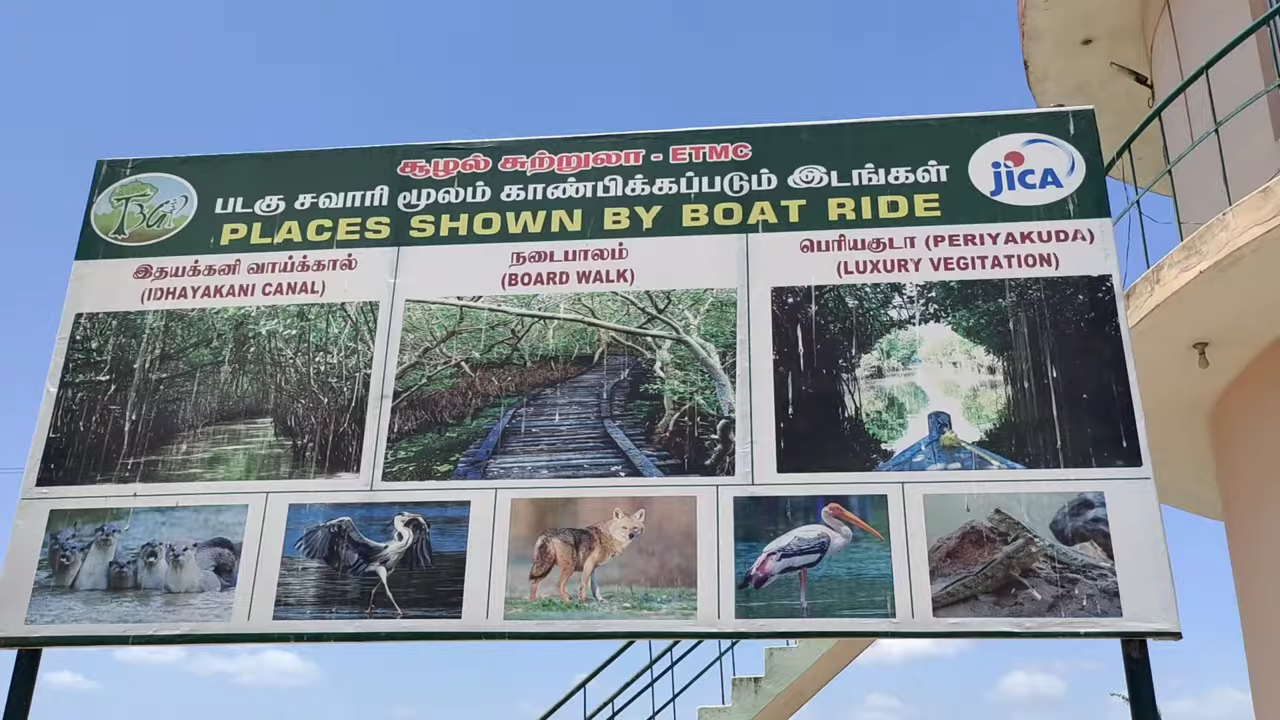 சூழல் சுற்றுலா - ETMC
படகு சவாரி மூலம் காண்பிக்கப்படும் இடங்கள்
PLACES SHOWN BY BOAT RIDE
TBGP
JICA
இதயக்கனி வாய்க்கால்
(IDHAYAKANI CANAL)
நடைபாலம்
(BOARD WALK)
பெரியகுடா (PERIYAKUDA)
(LUXURY VEGITATION)